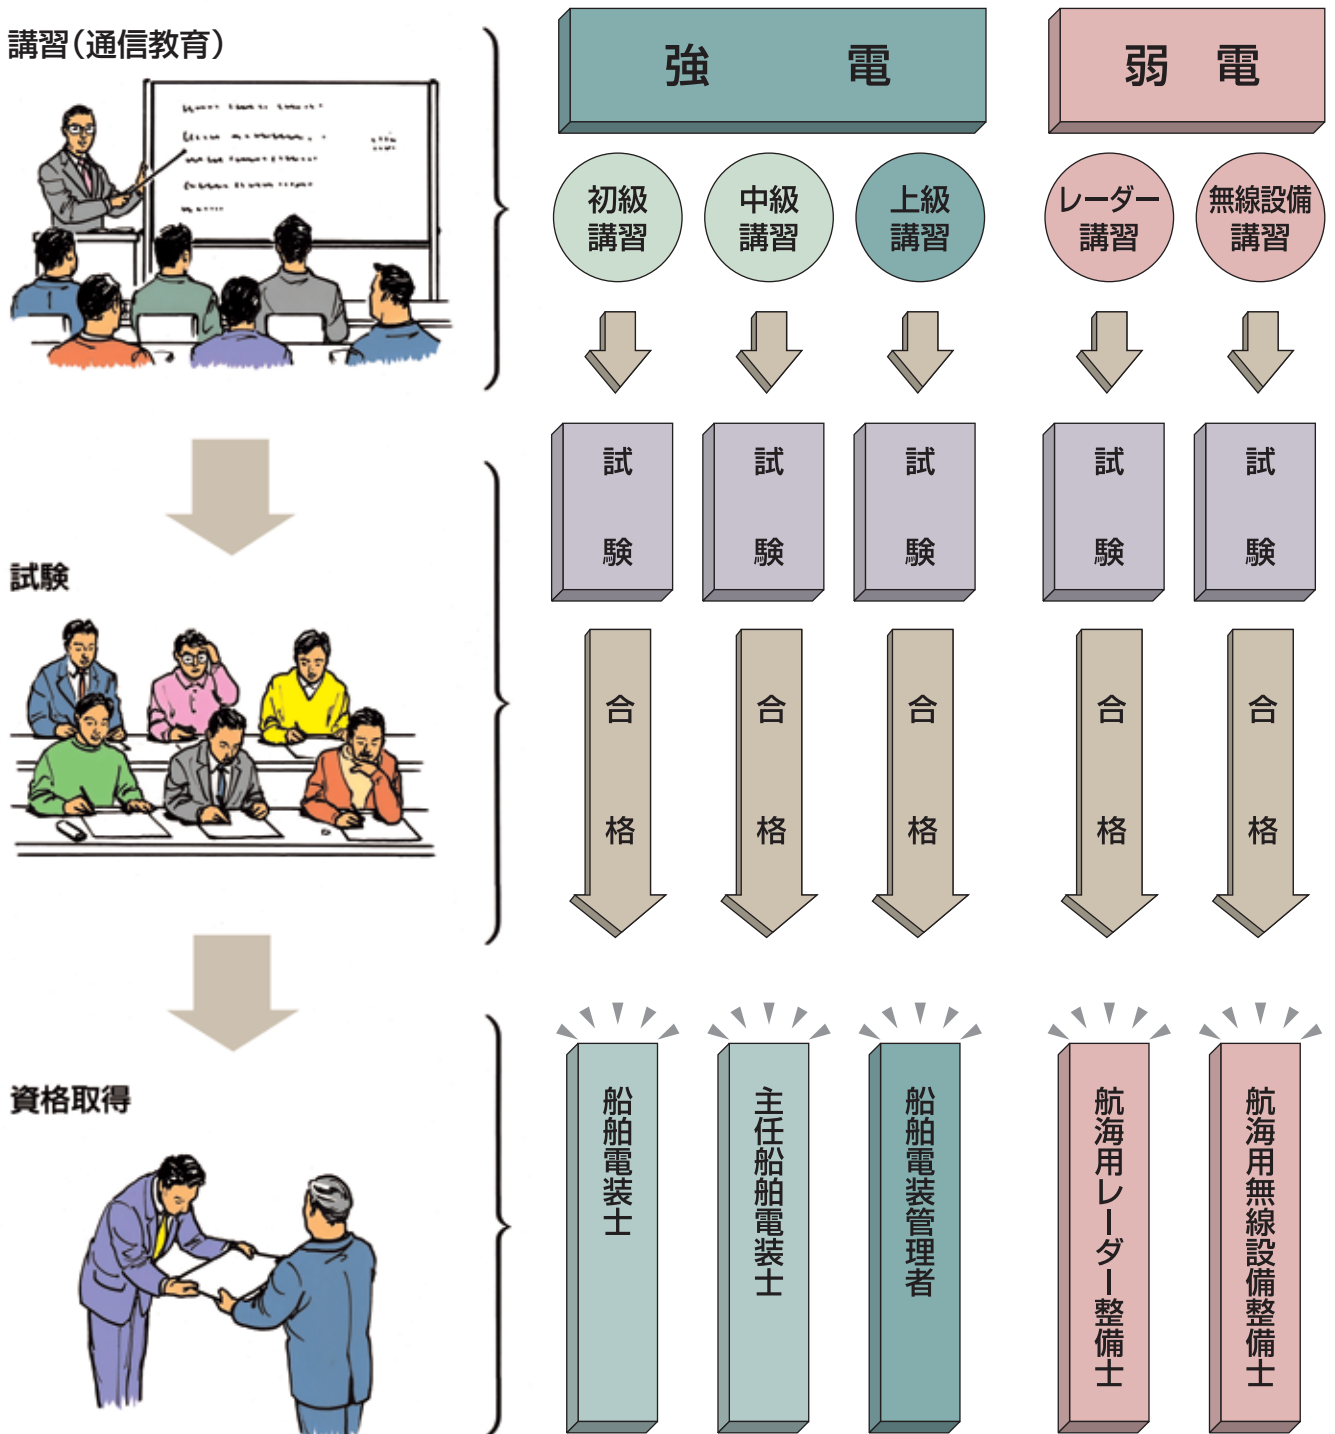 講習(通信教育)
強電
弱電
初級
講習
中級
講習
上級
講習
レーダー
講習
無線設備
講習
試験
試験
試験
試験
試験
試験
合格
合格
合格
合格
合格
資格取得
船舶電装士
主任船舶電装士
船舶電装管理者
航海用レーダー整備士
航海用無線設備整備士